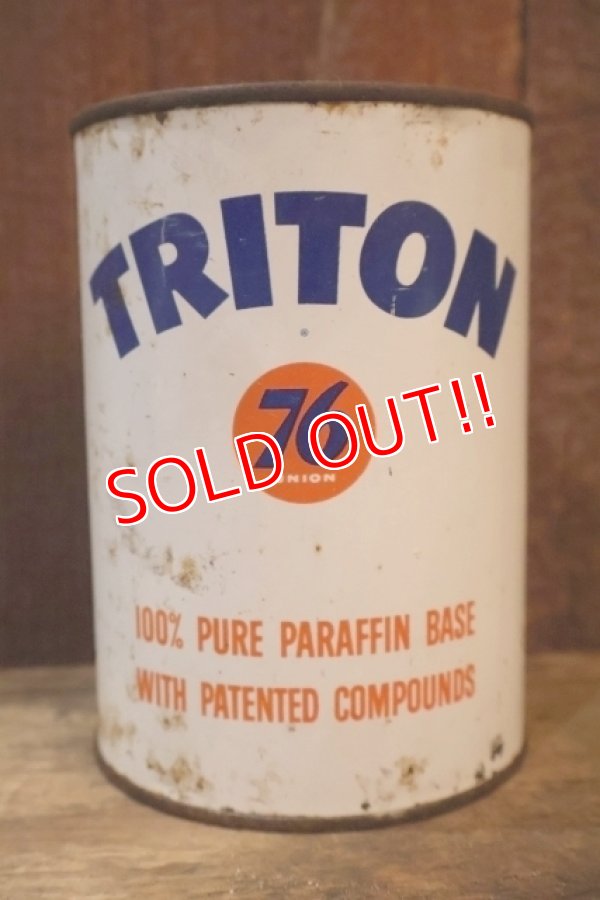 TRITON
®
76
UNION
SOLD OUT!!
100% PURE PARAFFIN BASE
WITH PATENTED COMPOUNDS